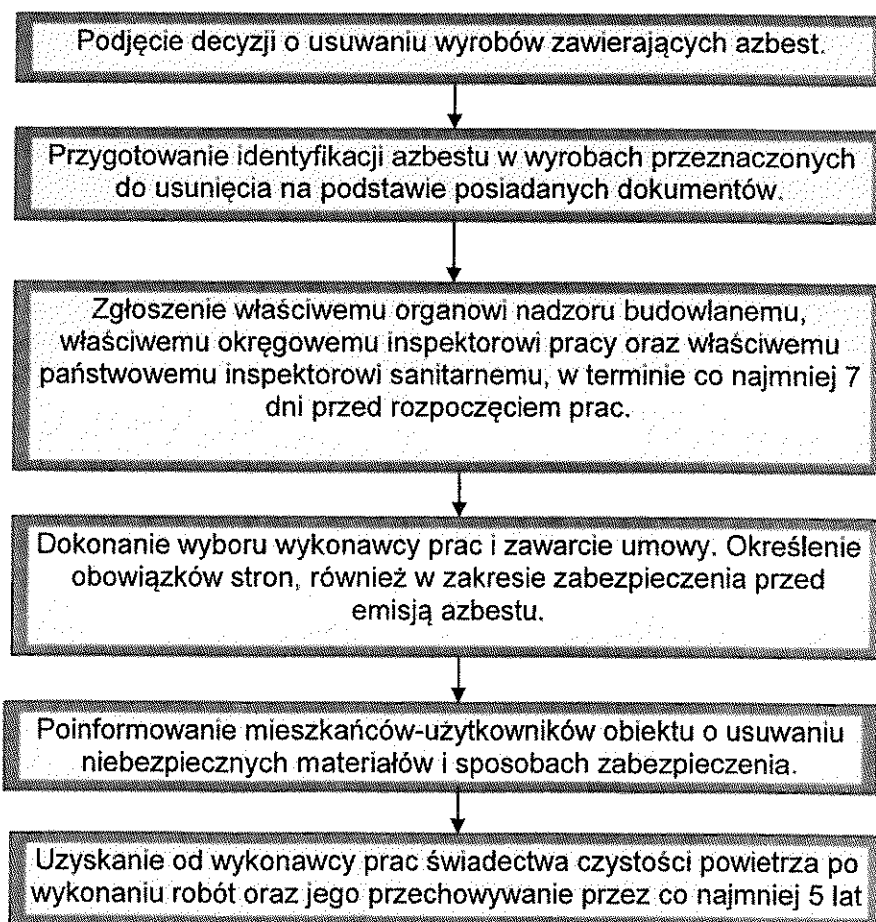 Podjęcie decyzji o usuwaniu wyrobów zawierających azbest.
Przygotowanie identyfikacji azbestu w wyrobach przeznaczonych
do usunięcia na podstawie posiadanych dokumentów.
Zgłoszenie właściwemu organowi nadzoru budowlanemu,
właściwemu okręgowemu inspektorowi pracy oraz właściwemu
państwowemu inspektorowi sanitarnemu, w terminie co najmniej 7
dni przed rozpoczęciem prac.
Dokonanie wyboru wykonawcy prac i zawarcie umowy. Określenie
obowiązków stron, również w zakresie zabezpieczenia przed
emisją azbestu.
Poinformowanie mieszkańców-użytkowników obiektu o usuwaniu
niebezpiecznych materiałów i sposobach zabezpieczenia.
Uzyskanie od wykonawcy prac świadectwa czystości powietrza po
wykonaniu robót oraz jego przechowywanie przez co najmniej 5 lat